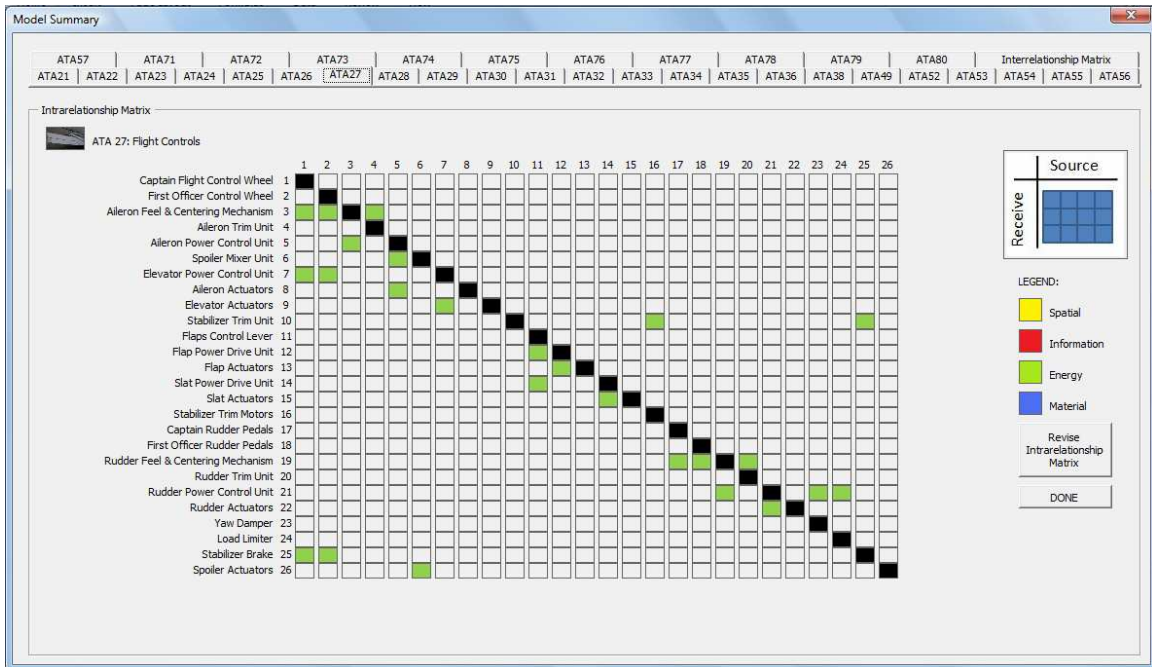 Model Summary
ATA57 ATA71 ATA72 ATA73 ATA74 ATA75 ATA76 ATA77 ATA78 ATA79 ATA80 Interrelationship Matrix
ATA21 ATA22 ATA23 ATA24 ATA25 ATA26 ATA27 ATA28 ATA29 ATA30 ATA31 ATA32 ATA33 ATA34 ATA35 ATA36 ATA38 ATA49 ATA52 ATA53 ATA54 ATA55 ATA56
Intrarelationship Matrix
ATA 27: Flight Controls
1 2 3 4 5 6 7 8 9 10 11 12 13 14 15 16 17 18 19 20 21 22 23 24 25 26
Captain Flight Control Wheel 1
First Officer Control Wheel 2
Aileron Feel & Centering Mechanism 3
Aileron Trim Unit 4
Aileron Power Control Unit 5
Spoiler Mixer Unit 6
Elevator Power Control Unit 7
Aileron Actuators 8
Elevator Actuators 9
Stabilizer Trim Unit 10
Flaps Control Lever 11
Flap Power Drive Unit 12
Flap Actuators 13
Slat Power Drive Unit 14
Slat Actuators 15
Stabilizer Trim Motors 16
Captain Rudder Pedals 17
First Officer Rudder Pedals 18
Rudder Feel & Centering Mechanism 19
Rudder Trim Unit 20
Rudder Power Control Unit 21
Rudder Actuators 22
Yaw Damper 23
Load Limiter 24
Stabilizer Brake 25
Spoiler Actuators 26
Source
Receive
LEGEND:
Spatial
Information
Energy
Material
Revise
Intrarelationship
Matrix
DONE